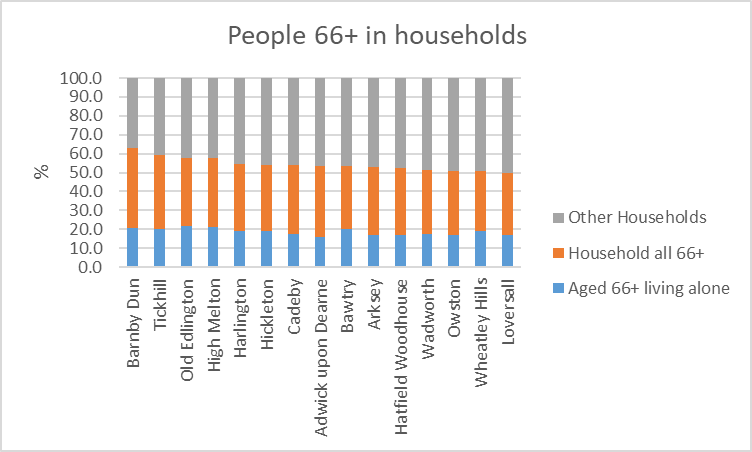 People 66+ in households
100.0
90.0
80.0
70.0
60.0
50.0
40.0
30.0
20.0
10.0
0.0
%
Barnby Dun
Tickhill
Old Edlington
High Melton
Harlington
Hickleton
Cadeby
Adwick upon Dearne
Bawtry
Arksey
Hatfield Woodhouse
Wadworth
Owston
Wheatley Hills
Loversall
Other Households
Household all 66+
Aged 66+ living alone